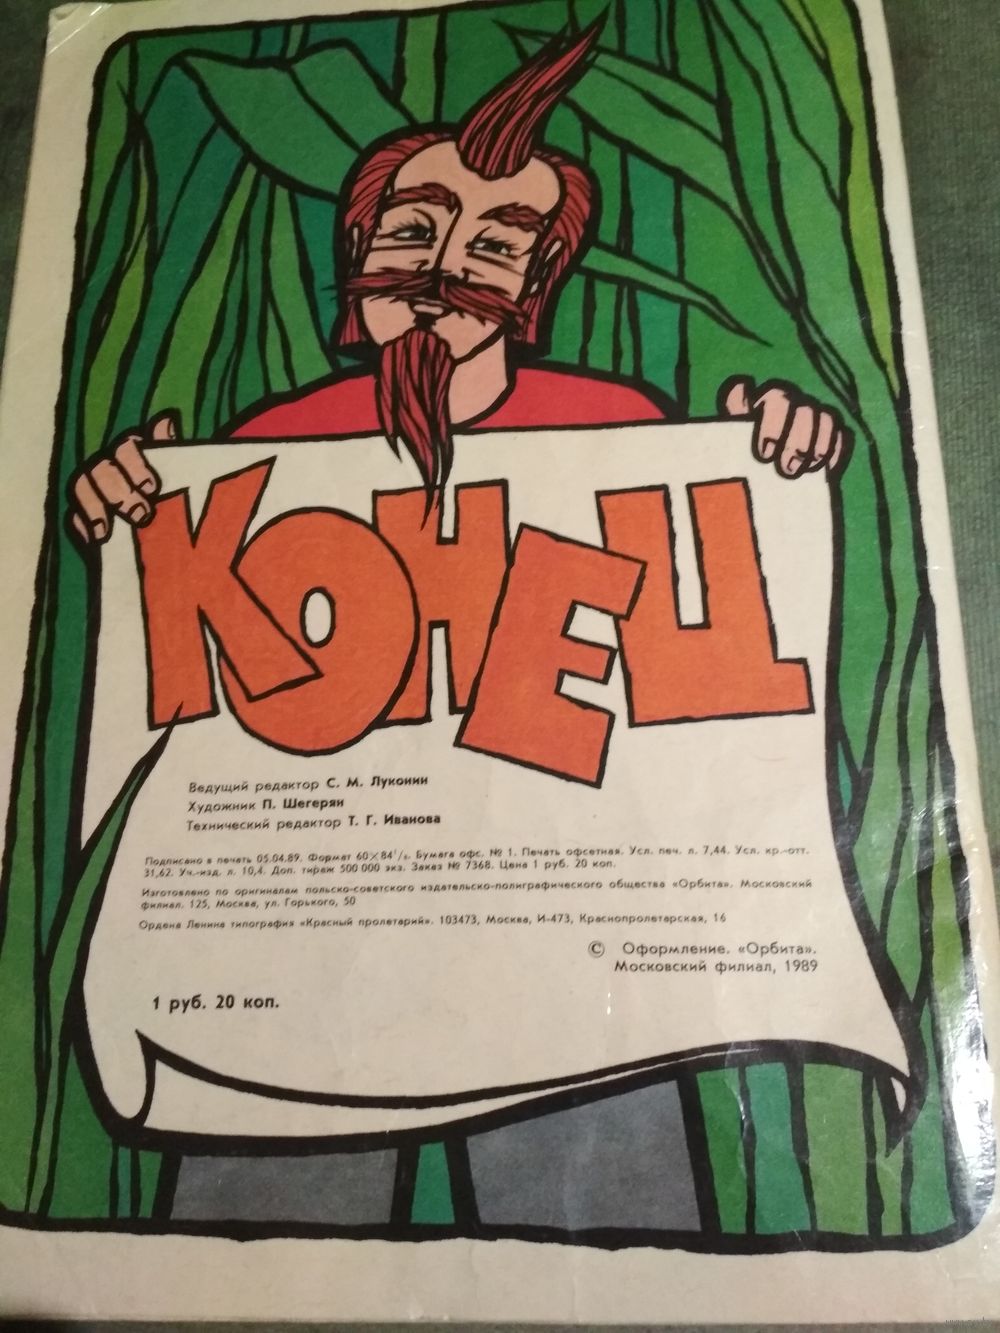 КОНЕЦ
Ведущий редактор С. М. Луконин
Художник П. Шегерян
Технический редактор Т. Г. Иванова
Подписано в печать 05.04.89. Формат 60×84¹/₈. Бумага офс. № 1. Печать офсетная. Усл. печ. л. 7,44. Усл. кр.-отт.
31,62. Уч.-изд. л. 10,4. Доп. тираж 500 000 экз. Заказ № 7368. Цена 1 руб. 20 коп.
Изготовлено по оригиналам польско-советского издательско-полиграфического общества «Орбита». Московский
филиал. 125, Москва, ул. Горького, 50
Ордена Ленина типография «Красный пролетарий». 103473, Москва, И-473, Краснопролетарская, 16
© Оформление. «Орбита».
Московский филиал, 1989
1 руб. 20 коп.